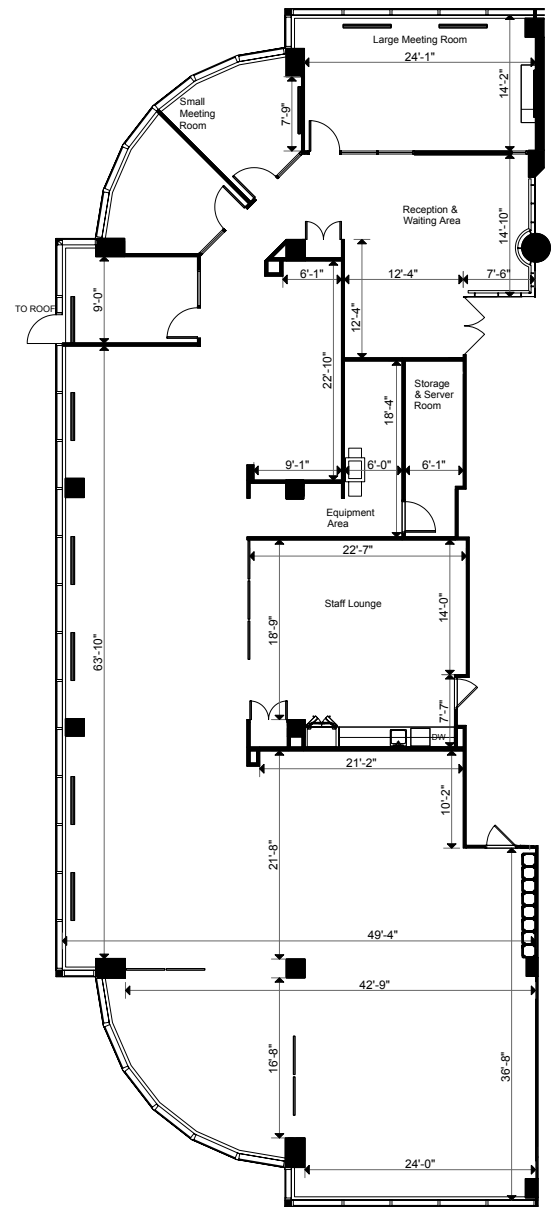 Large Meeting Room
24'-1"
14'-2"
Small
Meeting
Room
7'-9"
Reception &
Waiting Area
14'-10"
6'-1"
12'-4"
7'-6"
9'-0"
TO ROOF
12'-4"
22'-10"
18'-4"
Storage
& Server
Room
9'-1"
6'-0"
6'-1"
Equipment
Area
22'-7"
Staff Lounge
14'-0"
18'-9"
63'-10"
7'-7"
DW
21'-2"
10'-2"
21'-8"
49'-4"
42'-9"
16'-8"
36'-8"
24'-0"